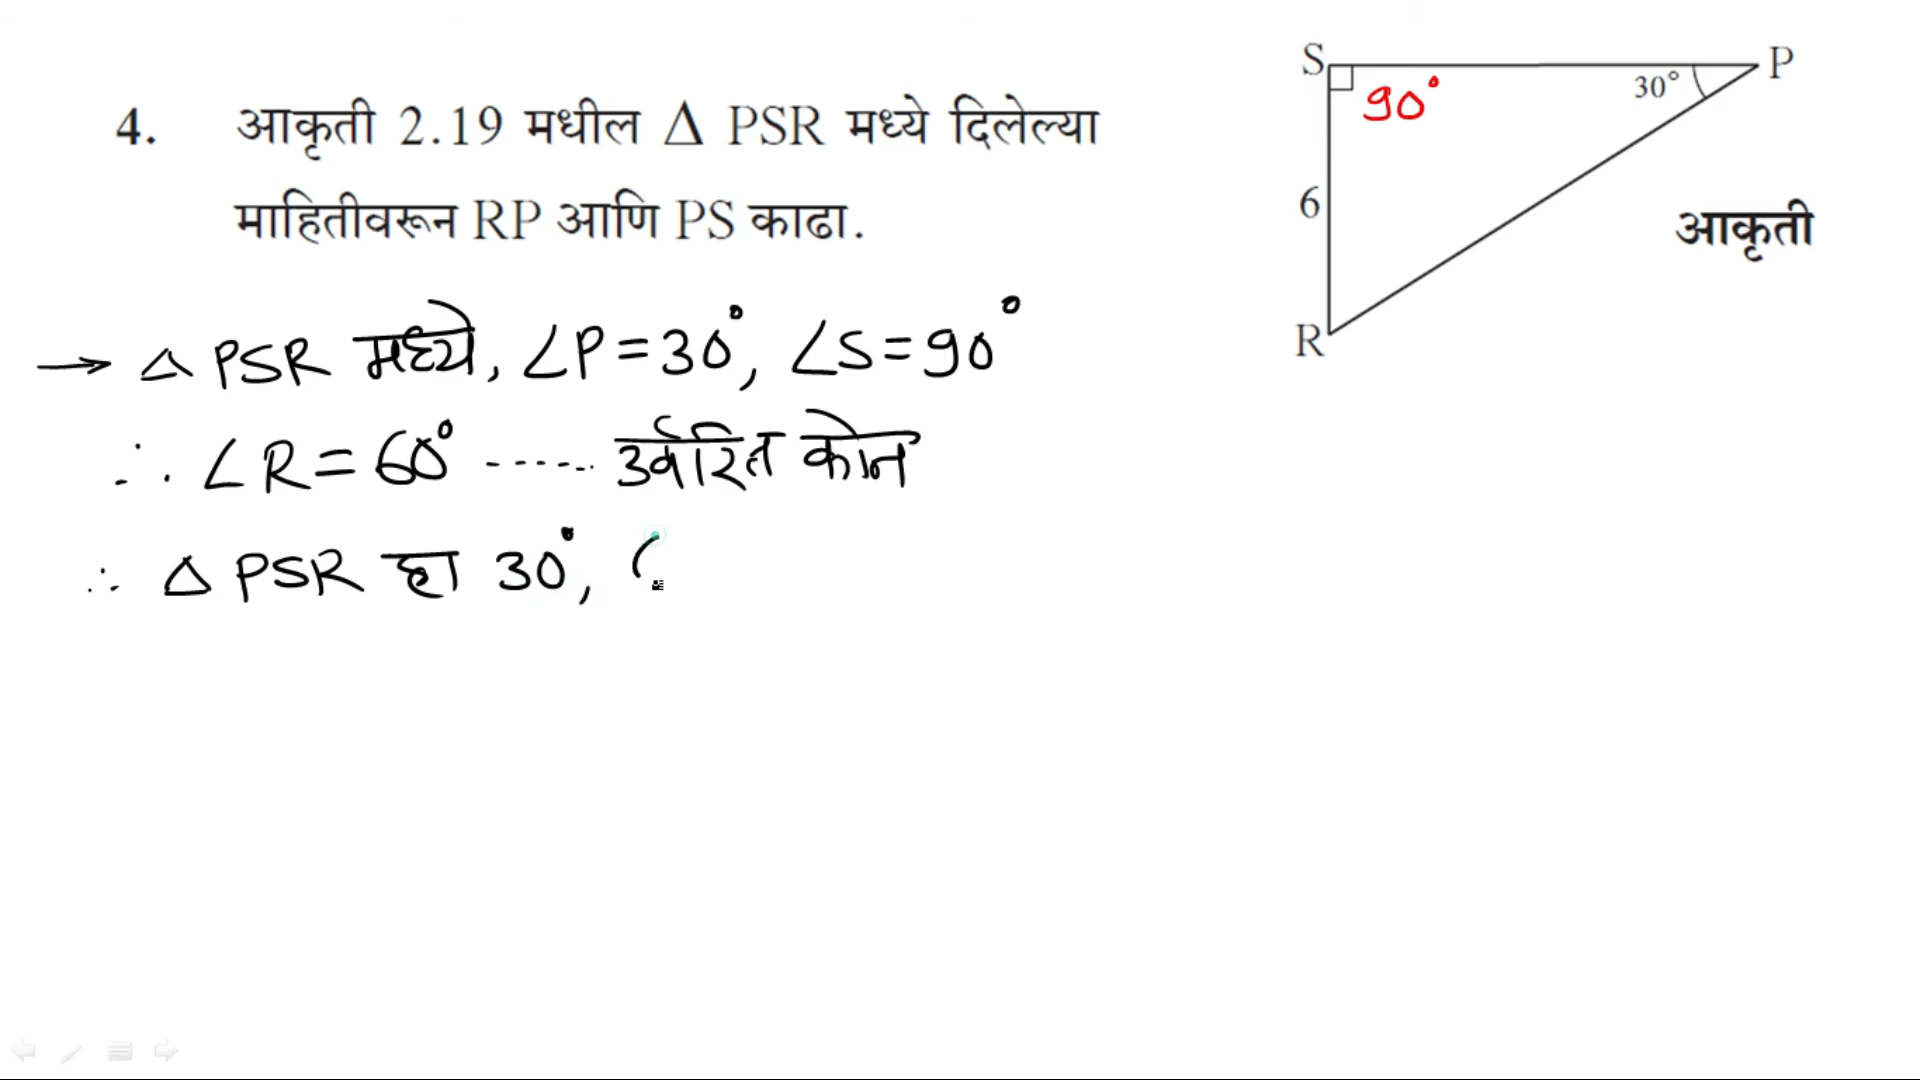 4. आकृती 2.19 मधील Δ PSR मध्ये दिलेल्या
माहितीवरून RP आणि PS काढा.
S
P
90°
30°
6
R
आकृती
→ Δ PSR मध्ये, ∠P=30°, ∠S=90°
∴ ∠R=60° ...... उर्वरित कोन
∴ Δ PSR हा 30°, (